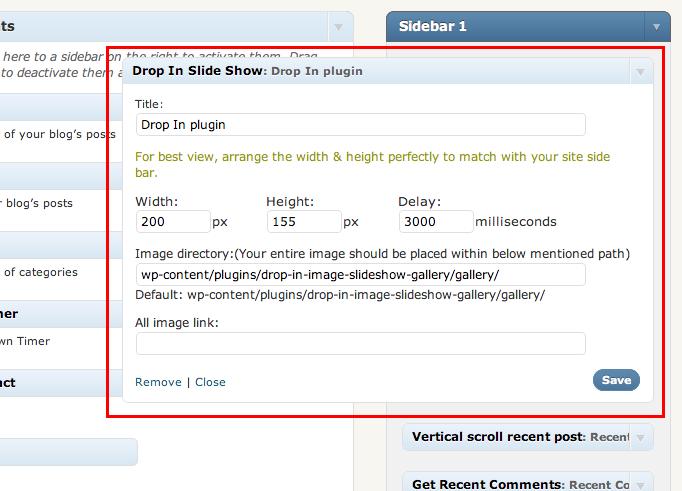 ts
Sidebar 1
here to a sidebar on the right to activate them. Drag
to deactivate them
Drop In Slide Show: Drop In plugin
Title:
Drop In plugin
of your blog's posts
For best view, arrange the width & height perfectly to match with your site side
bar.
Width: Height: Delay:
blog's posts
200 px 155 px 3000 milliseconds
Image directory:(Your entire image should be placed within below mentioned path)
of categories
wp-content/plugins/drop-in-image-slideshow-gallery/gallery/
Default: wp-content/plugins/drop-in-image-slideshow-gallery/gallery/
ner
All image link:
wn Timer
Remove | Close
Save
act
Vertical scroll recent post: Recent
Get Recent Comments: Recent Co